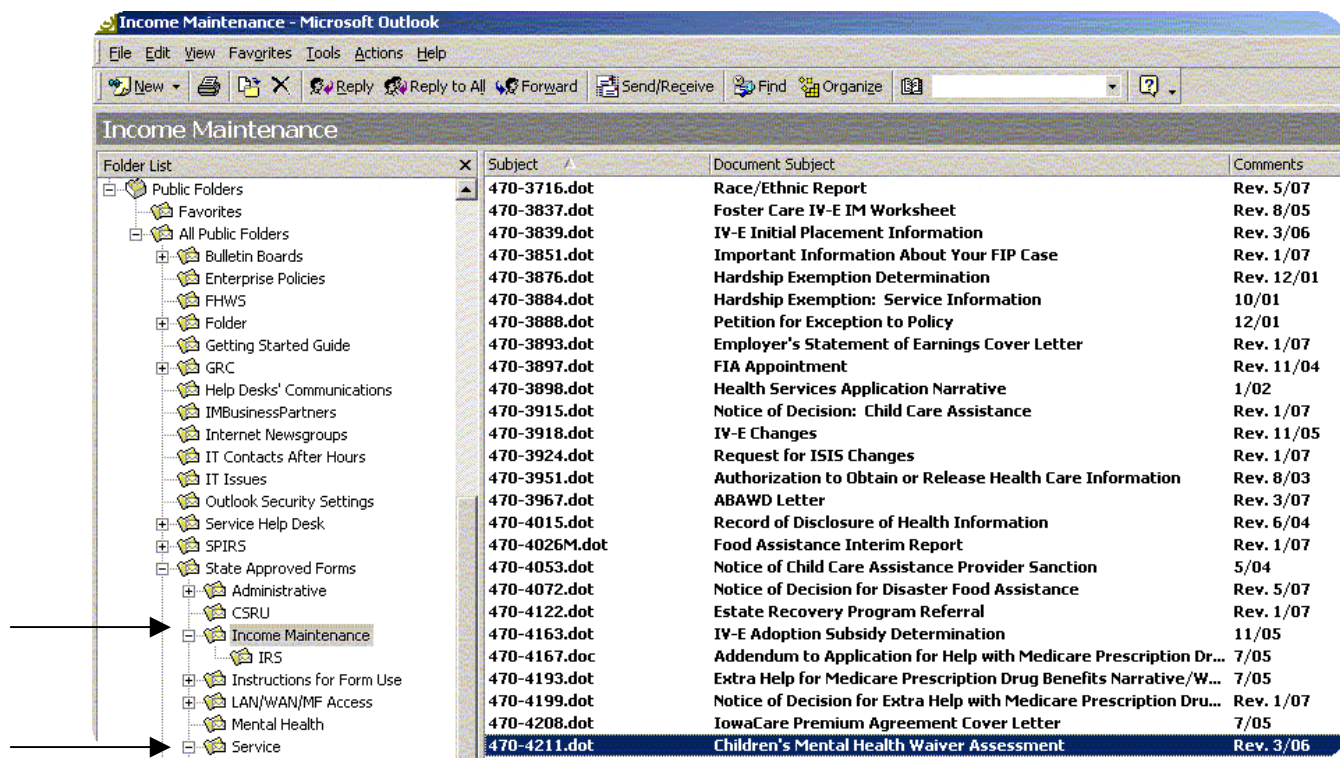 Income Maintenance - Microsoft Outlook
File Edit View Favorites Tools Actions Help
New Reply Reply to All Forward Send/Receive Find Organize
Income Maintenance
Folder List
Public Folders
Favorites
All Public Folders
Bulletin Boards
Enterprise Policies
FHWS
Folder
Getting Started Guide
GRC
Help Desks' Communications
IMBusinessPartners
Internet Newsgroups
IT Contacts After Hours
IT Issues
Outlook Security Settings
Service Help Desk
SPIRS
State Approved Forms
Administrative
CSRU
Income Maintenance
IRS
Instructions for Form Use
LAN/WAN/MF Access
Mental Health
Service
Subject Document Subject Comments
470-3716.dot Race/Ethnic Report Rev. 5/07
470-3837.dot Foster Care IV-E IM Worksheet Rev. 8/05
470-3839.dot IV-E Initial Placement Information Rev. 3/06
470-3851.dot Important Information About Your FIP Case Rev. 1/07
470-3876.dot Hardship Exemption Determination Rev. 12/01
470-3884.dot Hardship Exemption: Service Information 10/01
470-3888.dot Petition for Exception to Policy 12/01
470-3893.dot Employer's Statement of Earnings Cover Letter Rev. 1/07
470-3897.dot FIA Appointment Rev. 11/04
470-3898.dot Health Services Application Narrative 1/02
470-3915.dot Notice of Decision: Child Care Assistance Rev. 1/07
470-3918.dot IV-E Changes Rev. 11/05
470-3924.dot Request for ISIS Changes Rev. 1/07
470-3951.dot Authorization to Obtain or Release Health Care Information Rev. 8/03
470-3967.dot ABAWD Letter Rev. 3/07
470-4015.dot Record of Disclosure of Health Information Rev. 6/04
470-4026M.dot Food Assistance Interim Report Rev. 1/07
470-4053.dot Notice of Child Care Assistance Provider Sanction 5/04
470-4072.dot Notice of Decision for Disaster Food Assistance Rev. 5/07
470-4122.dot Estate Recovery Program Referral Rev. 1/07
470-4163.dot IV-E Adoption Subsidy Determination 11/05
470-4167.doc Addendum to Application for Help with Medicare Prescription Dr... 7/05
470-4193.dot Extra Help for Medicare Prescription Drug Benefits Narrative/W... 7/05
470-4199.dot Notice of Decision for Extra Help with Medicare Prescription Dru... Rev. 1/07
470-4208.dot IowaCare Premium Agreement Cover Letter 7/05
470-4211.dot Children's Mental Health Waiver Assessment Rev. 3/06